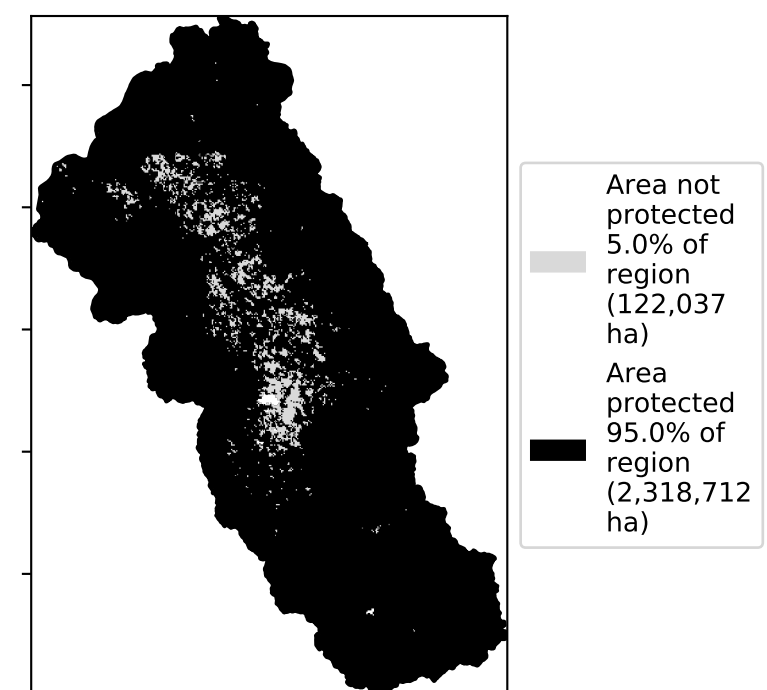 Area not
protected
5.0% of
region
(122,037
ha)
Area
protected
95.0% of
region
(2,318,712
ha)